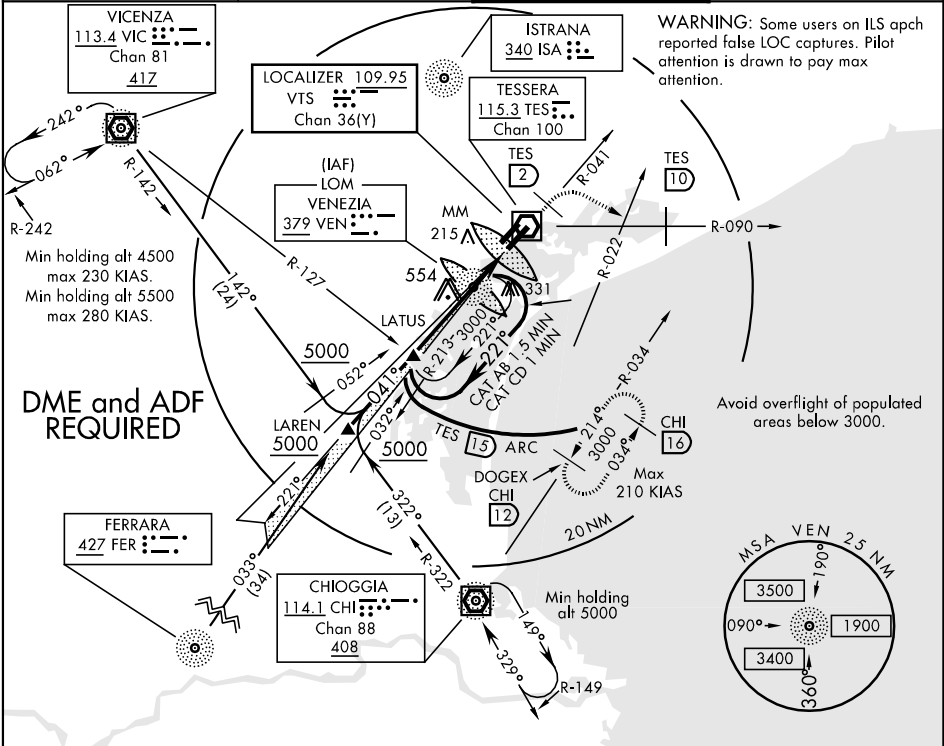 VICENZA
113.4 VIC
Chan 81
417
ISTRANA
340 ISA
WARNING: Some users on ILS apch
reported false LOC captures. Pilot
attention is drawn to pay max
attention.
LOCALIZER 109.95
VTS
Chan 36(Y)
TESSERA
115.3 TES
Chan 100
242°
062°
R-242
R-142
TES
2
R-041
TES
10
(IAF)
LOM
VENEZIA
379 VEN
MM
215
R-022
R-090
Min holding alt 4500
max 230 KIAS.
Min holding alt 5500
max 280 KIAS.
R-127
142°
(24)
554
331
LATUS
R-213-3000
221°
221°
CAT AB 1.5 MIN
CAT CD 1 MIN
5000
052°
R-034
DME and ADF
REQUIRED
041°
032°
LAREN
5000
5000
TES 15 ARC
214°
3000
034°
CHI
16
Avoid overflight of populated
areas below 3000.
DOGEX
CHI
12
Max
210 KIAS
221°
322°
(13)
R-322
20 NM
FERRARA
427 FER
033°
(34)
CHIOGGIA
114.1 CHI
Chan 88
408
Min holding
alt 5000
149°
329°
R-149
MSA VEN 25 NM
190°
3500
090°
1900
3400
360°